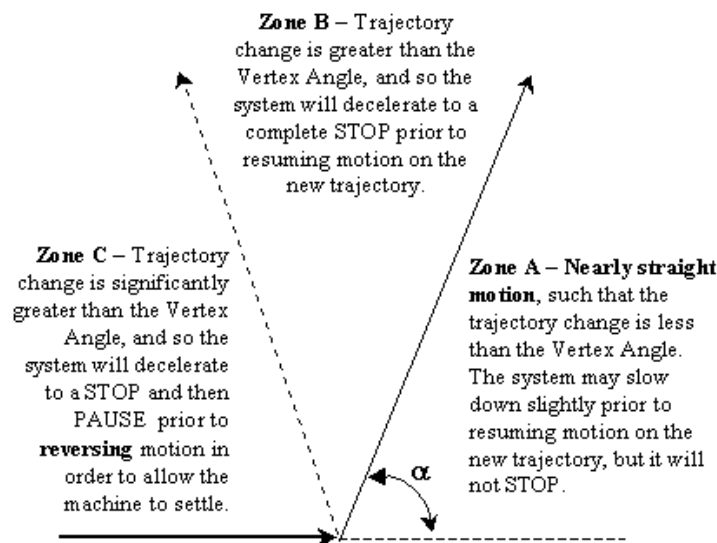 Zone B – Trajectory
change is greater than the
Vertex Angle, and so the
system will decelerate to a
complete STOP prior to
resuming motion on the
new trajectory.
Zone C – Trajectory
change is significantly
greater than the Vertex
Angle, and so the
system will decelerate
to a STOP and then
PAUSE prior to
reversing motion in
order to allow the
machine to settle.
Zone A – Nearly straight
motion, such that the
trajectory change is less
than the Vertex Angle.
The system may slow
down slightly prior to
resuming motion on the
new trajectory, but it will
not STOP.
α